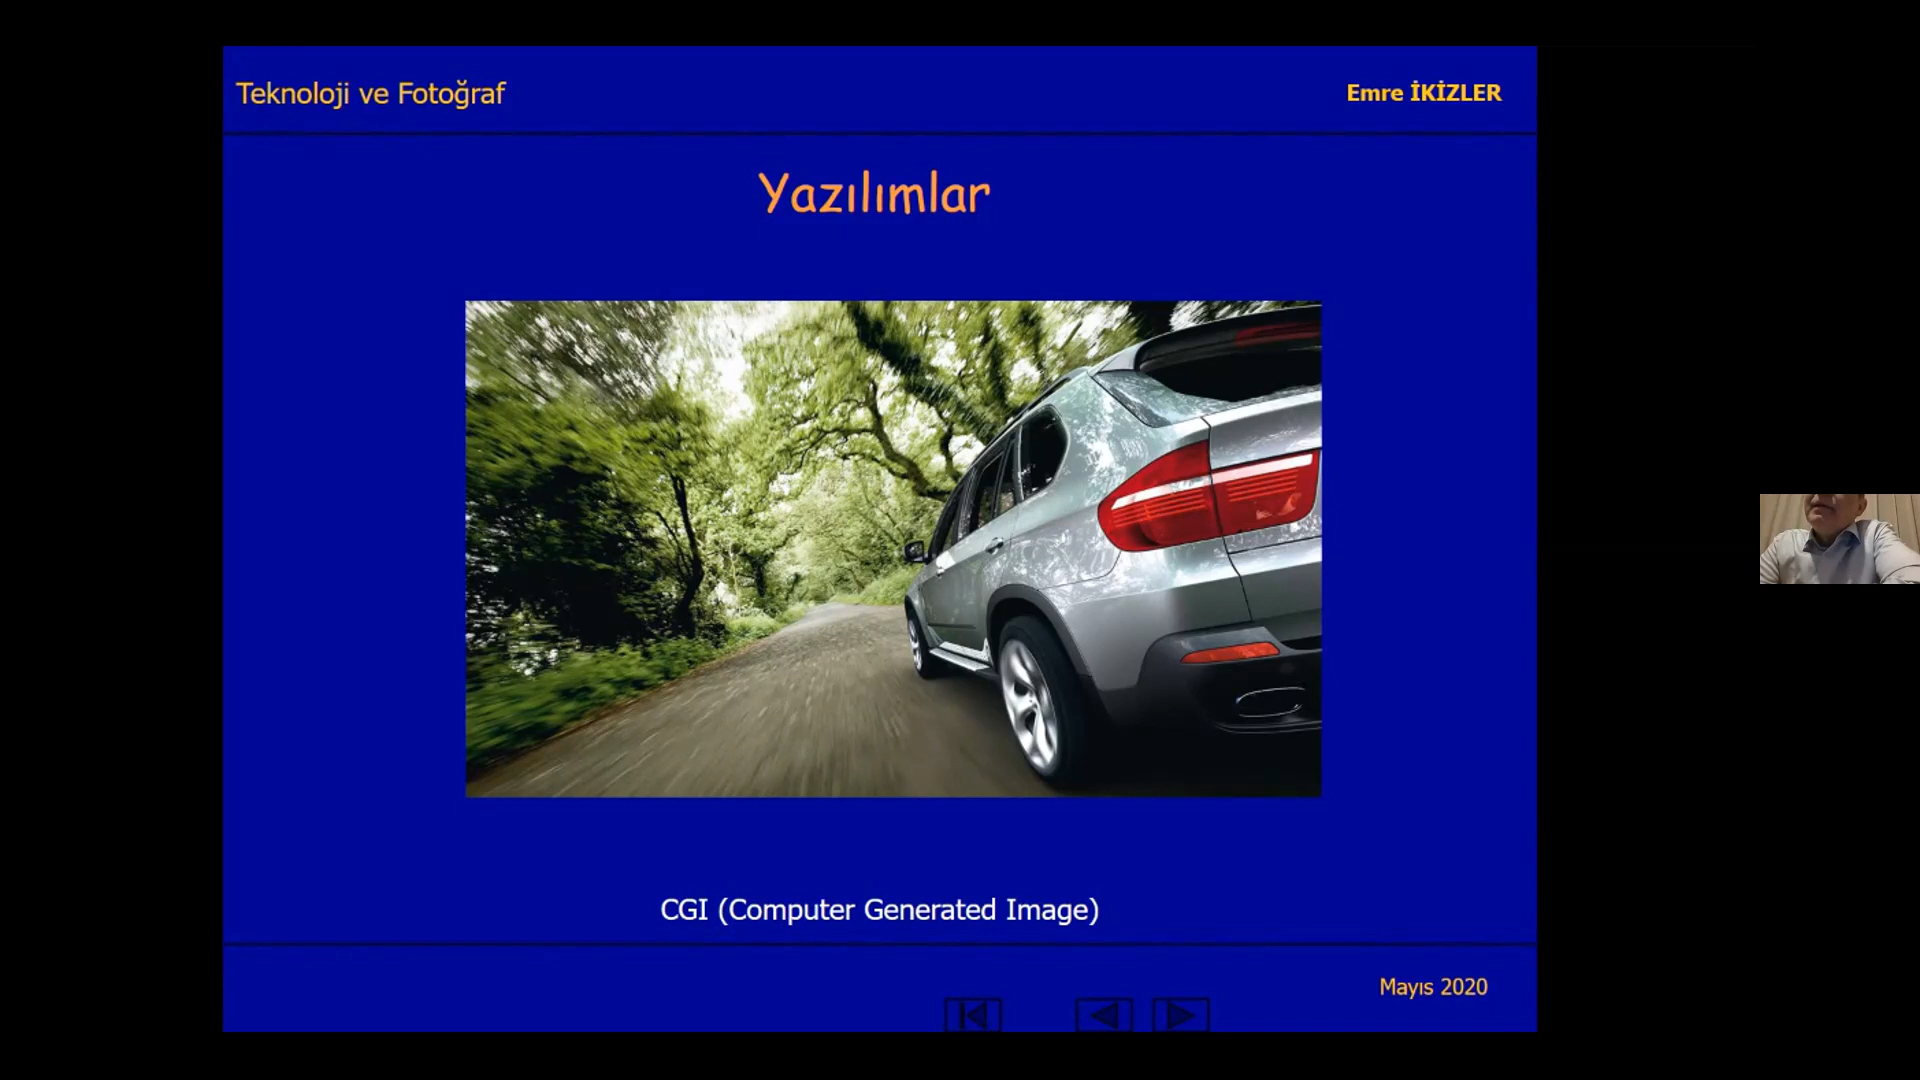 Teknoloji ve Fotoğraf
Emre İKİZLER
Yazılımlar
CGI (Computer Generated Image)
Mayıs 2020